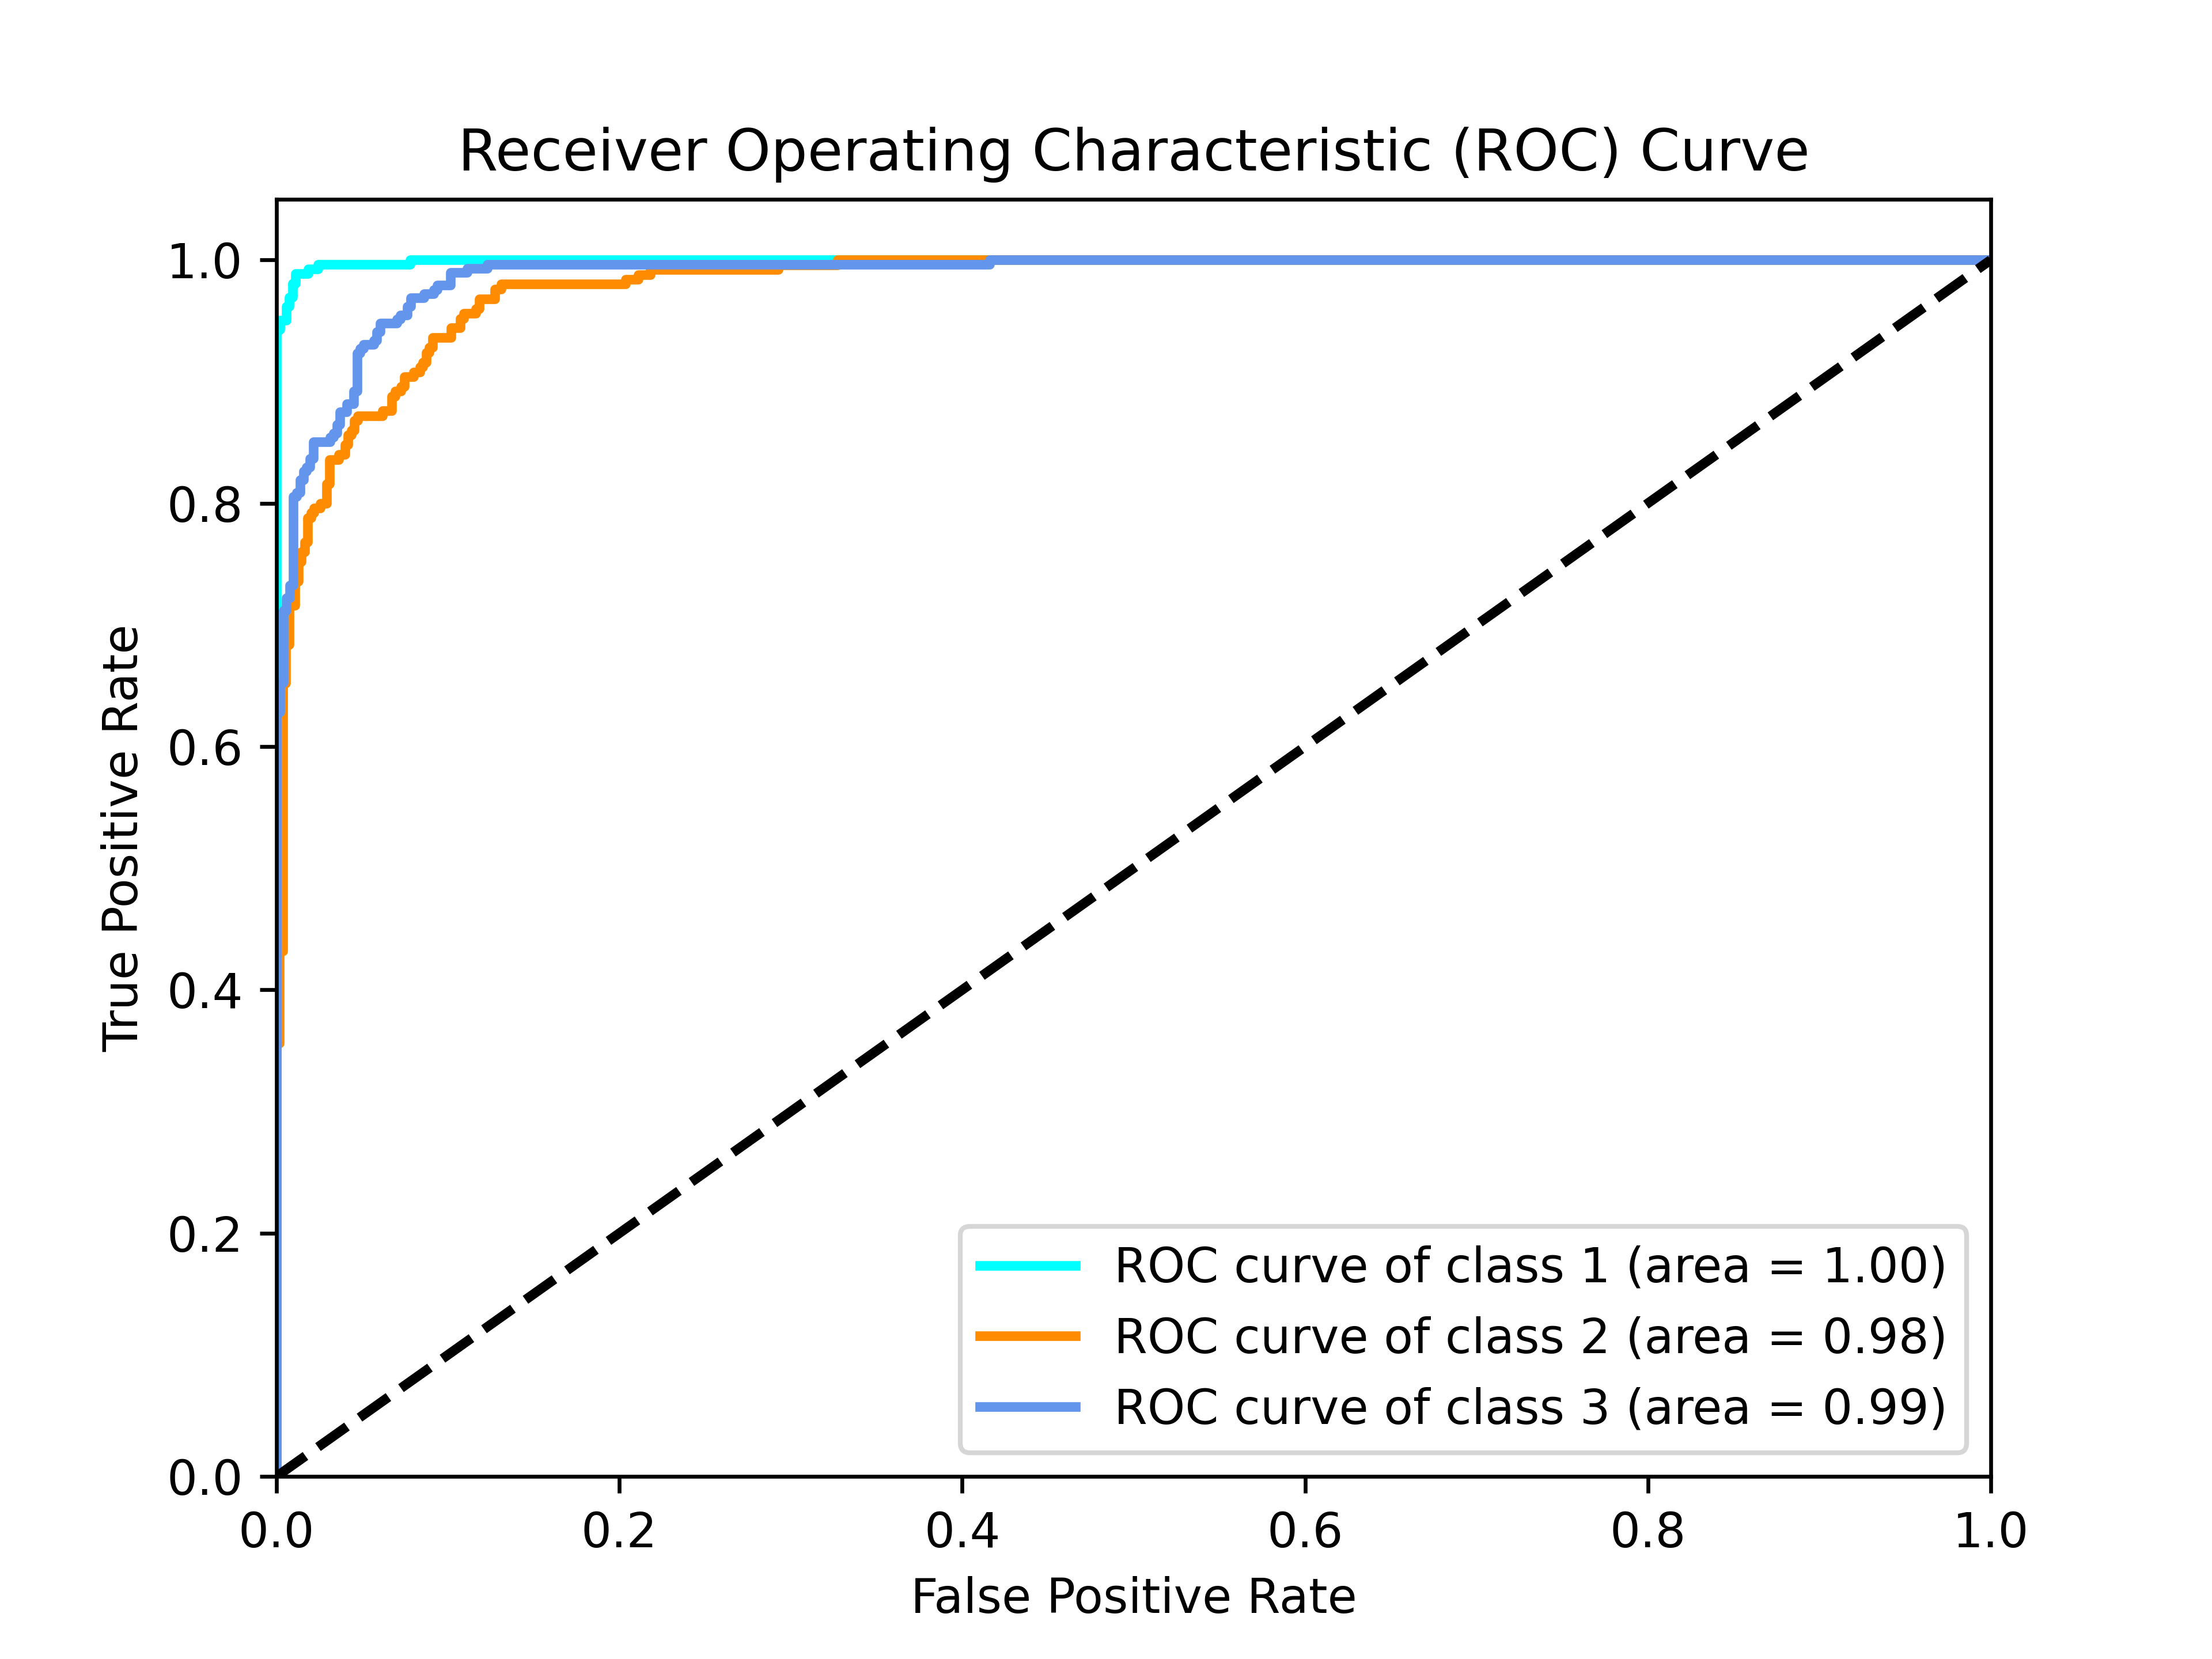 Receiver Operating Characteristic (ROC) Curve
1.0
0.8
0.6
0.4
0.2
0.0
True Positive Rate
ROC curve of class 1 (area = 1.00)
ROC curve of class 2 (area = 0.98)
ROC curve of class 3 (area = 0.99)
0.0 0.2 0.4 0.6 0.8 1.0
False Positive Rate